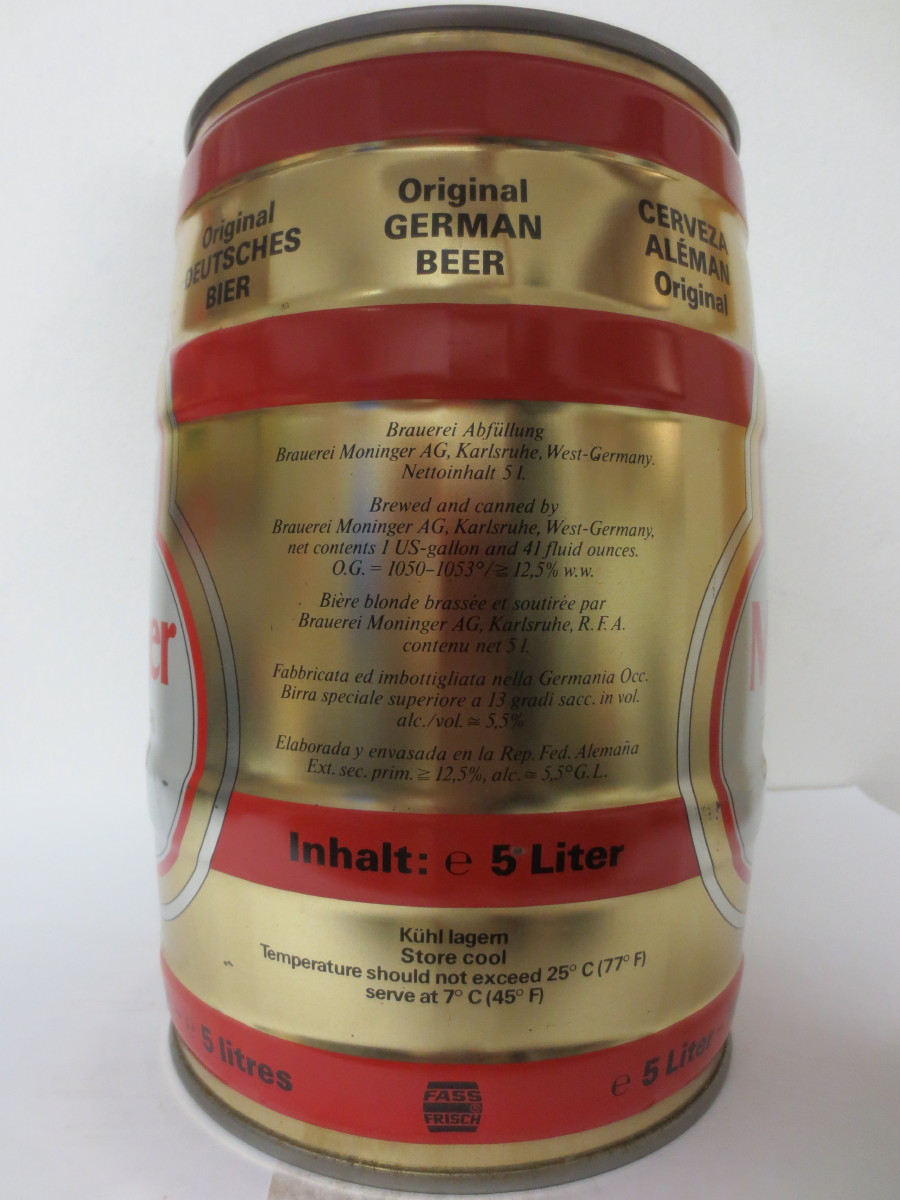 Original
DEUTSCHES
BIER
Original
GERMAN
BEER
CERVEZA
ALÉMAN
Original
Brauerei Abfüllung
Brauerei Moninger AG, Karlsruhe, West-Germany.
Nettoinhalt 5 l.
Brewed and canned by
Brauerei Moninger AG, Karlsruhe, West-Germany,
net contents 1 US-gallon and 41 fluid ounces.
O.G. = 1050–1053°/≧ 12,5% w.w.
Bière blonde brassée et soutirée par
Brauerei Moninger AG, Karlsruhe, R.F.A.
contenu net 5 l.
Fabbricata ed imbottigliata nella Germania Occ.
Birra speciale superiore a 13 gradi sacc. in vol.
alc./vol. ≅ 5,5%
Elaborada y envasada en la Rep. Fed. Alemaña
Ext. sec. prim. ≧ 12,5%, alc. ≅ 5,5° G.L.
er
Inhalt: ℮ 5 Liter
Kühl lagern
Store cool
Temperature should not exceed 25° C (77° F)
serve at 7° C (45° F)
5 litres
FASS
FRISCH
℮ 5 Liter